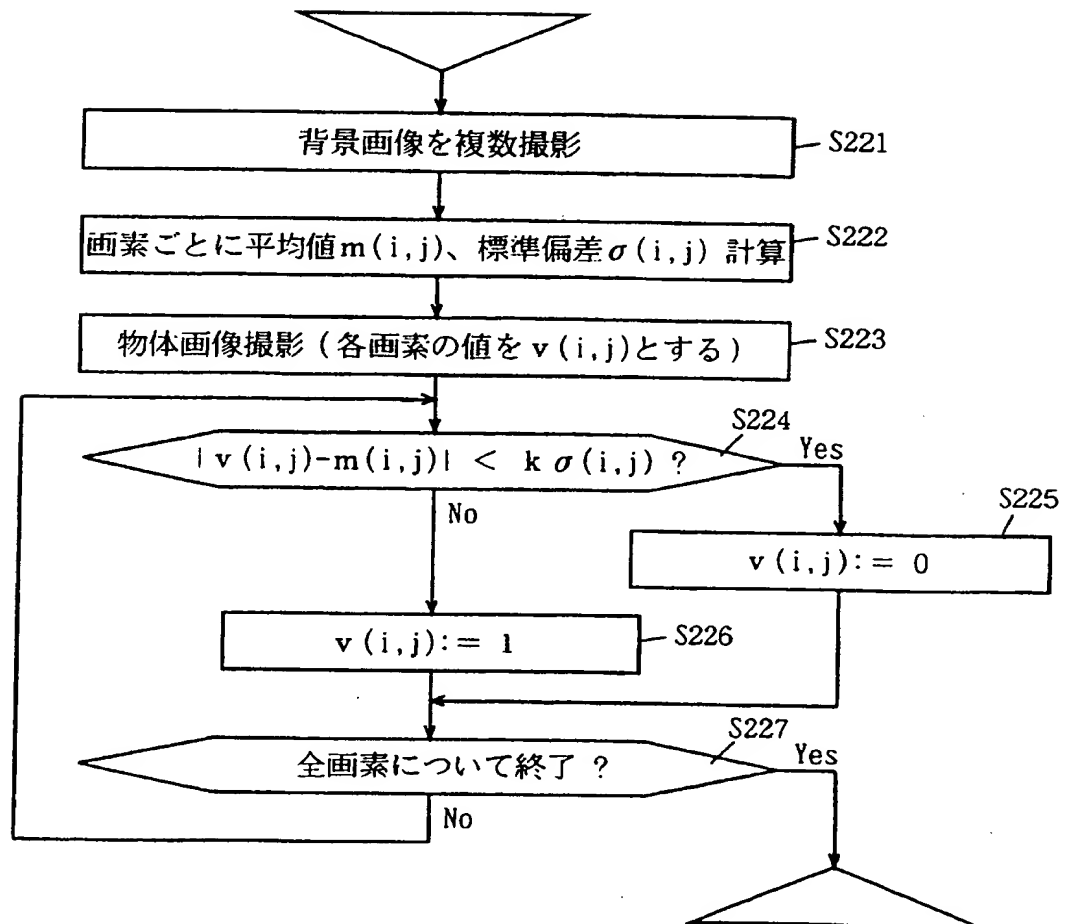 背景画像を複数撮影
S221
画素ごとに平均値m(i,j)、標準偏差σ(i,j) 計算
S222
物体画像撮影(各画素の値をv(i,j)とする)
S223
S224
|v(i,j)-m(i,j)| < kσ(i,j) ?
Yes
No
S225
v(i,j):= 0
v(i,j):= 1
S226
S227
全画素について終了 ?
Yes
No